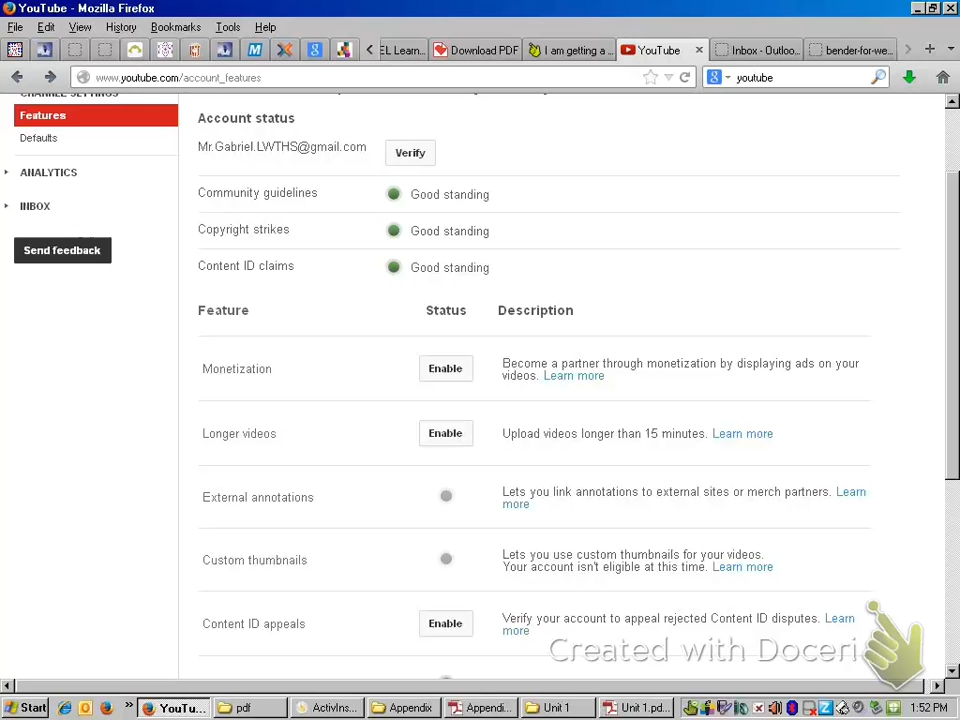 YouTube - Mozilla Firefox
File Edit View History Bookmarks Tools Help
EL Learn... Download PDF I am getting a ... YouTube Inbox - Outloo... bender-for-we...
www.youtube.com/account_features youtube
CHANNEL SETTINGS
Features
Defaults
ANALYTICS
INBOX
Send feedback
Account status
Mr.Gabriel.LWTHS@gmail.com Verify
Community guidelines Good standing
Copyright strikes Good standing
Content ID claims Good standing
Feature Status Description
Monetization Enable Become a partner through monetization by displaying ads on your
videos. Learn more
Longer videos Enable Upload videos longer than 15 minutes. Learn more
External annotations Lets you link annotations to external sites or merch partners. Learn
more
Custom thumbnails Lets you use custom thumbnails for your videos.
Your account isn't eligible at this time. Learn more
Content ID appeals Enable Verify your account to appeal rejected Content ID disputes. Learn
more
Created with Doceri
Start YouTu... pdf ActivIns... Appendix Appendi... Unit 1 Unit 1.pd... 1:52 PM